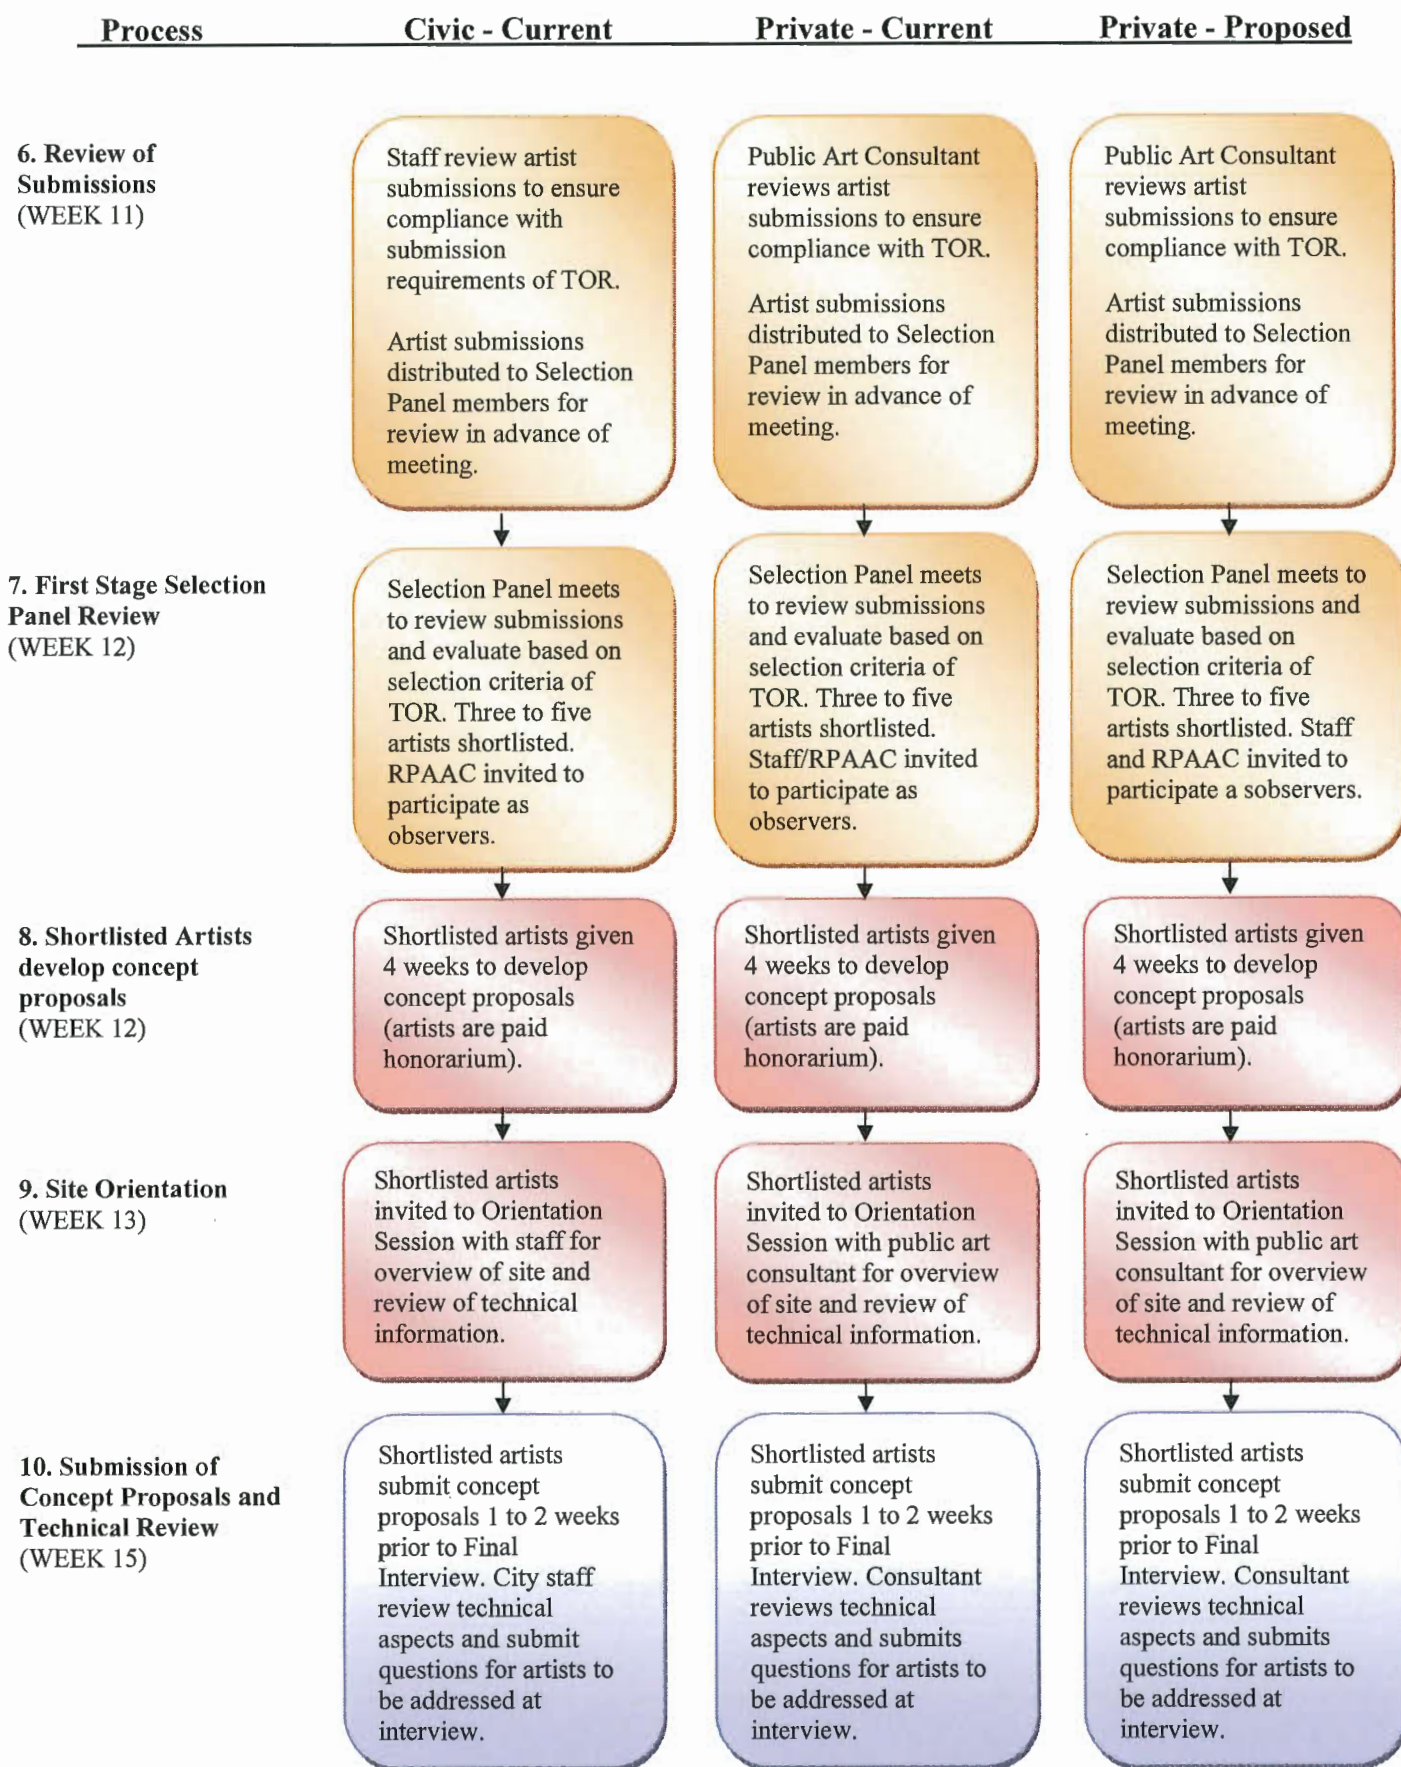 Process Civic - Current Private - Current Private - Proposed
6. Review of
Submissions
(WEEK 11)
Staff review artist
submissions to ensure
compliance with
submission
requirements of TOR.
Artist submissions
distributed to Selection
Panel members for
review in advance of
meeting.
Public Art Consultant
reviews artist
submissions to ensure
compliance with TOR.
Artist submissions
distributed to Selection
Panel members for
review in advance of
meeting.
Public Art Consultant
reviews artist
submissions to ensure
compliance with TOR.
Artist submissions
distributed to Selection
Panel members for
review in advance of
meeting.
7. First Stage Selection
Panel Review
(WEEK 12)
Selection Panel meets
to review submissions
and evaluate based on
selection criteria of
TOR. Three to five
artists shortlisted.
RPAAC invited to
participate as
observers.
Selection Panel meets
to review submissions
and evaluate based on
selection criteria of
TOR. Three to five
artists shortlisted.
Staff/RPAAC invited
to participate as
observers.
Selection Panel meets to
review submissions and
evaluate based on
selection criteria of
TOR. Three to five
artists shortlisted. Staff
and RPAAC invited to
participate a sobservers.
8. Shortlisted Artists
develop concept
proposals
(WEEK 12)
Shortlisted artists given
4 weeks to develop
concept proposals
(artists are paid
honorarium).
Shortlisted artists given
4 weeks to develop
concept proposals
(artists are paid
honorarium).
Shortlisted artists given
4 weeks to develop
concept proposals
(artists are paid
honorarium).
9. Site Orientation
(WEEK 13)
Shortlisted artists
invited to Orientation
Session with staff for
overview of site and
review of technical
information.
Shortlisted artists
invited to Orientation
Session with public art
consultant for overview
of site and review of
technical information.
Shortlisted artists
invited to Orientation
Session with public art
consultant for overview
of site and review of
technical information.
10. Submission of
Concept Proposals and
Technical Review
(WEEK 15)
Shortlisted artists
submit concept
proposals 1 to 2 weeks
prior to Final
Interview. City staff
review technical
aspects and submit
questions for artists to
be addressed at
interview.
Shortlisted artists
submit concept
proposals 1 to 2 weeks
prior to Final
Interview. Consultant
reviews technical
aspects and submits
questions for artists to
be addressed at
interview.
Shortlisted artists
submit concept
proposals 1 to 2 weeks
prior to Final
Interview. Consultant
reviews technical
aspects and submits
questions for artists to
be addressed at
interview.